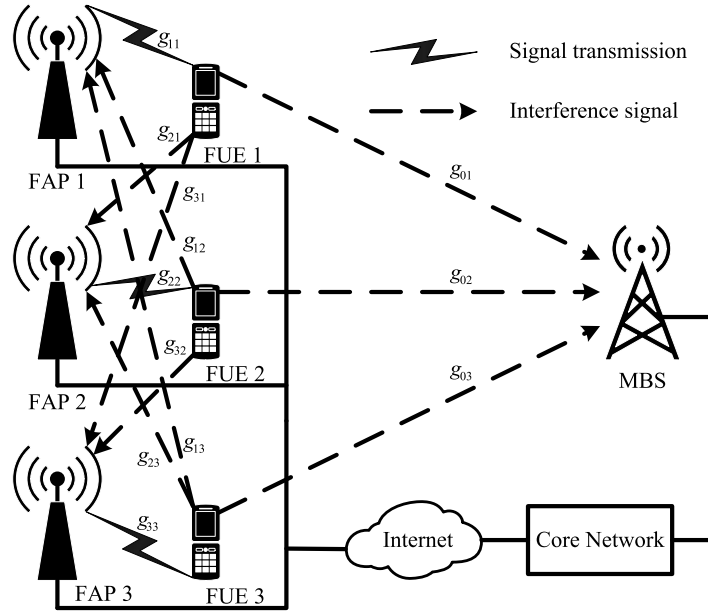 g11
Signal transmission
g21
Interference signal
FUE 1
FAP 1
g31
g01
g12
g22
g02
g32
FUE 2
MBS
FAP 2
g03
g13
g23
g33
Internet
Core Network
FAP 3
FUE 3